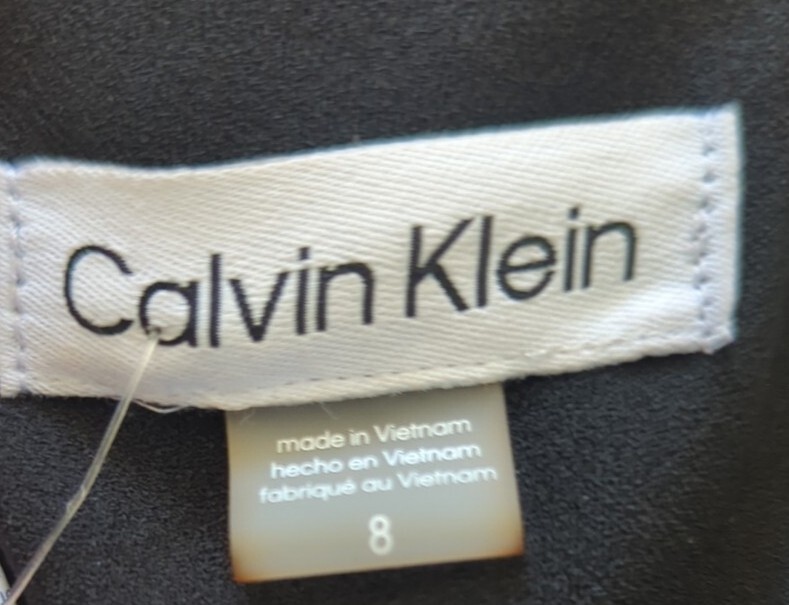 Calvin Klein
made in Vietnam
hecho en Vietnam
fabriqué au Vietnam
8